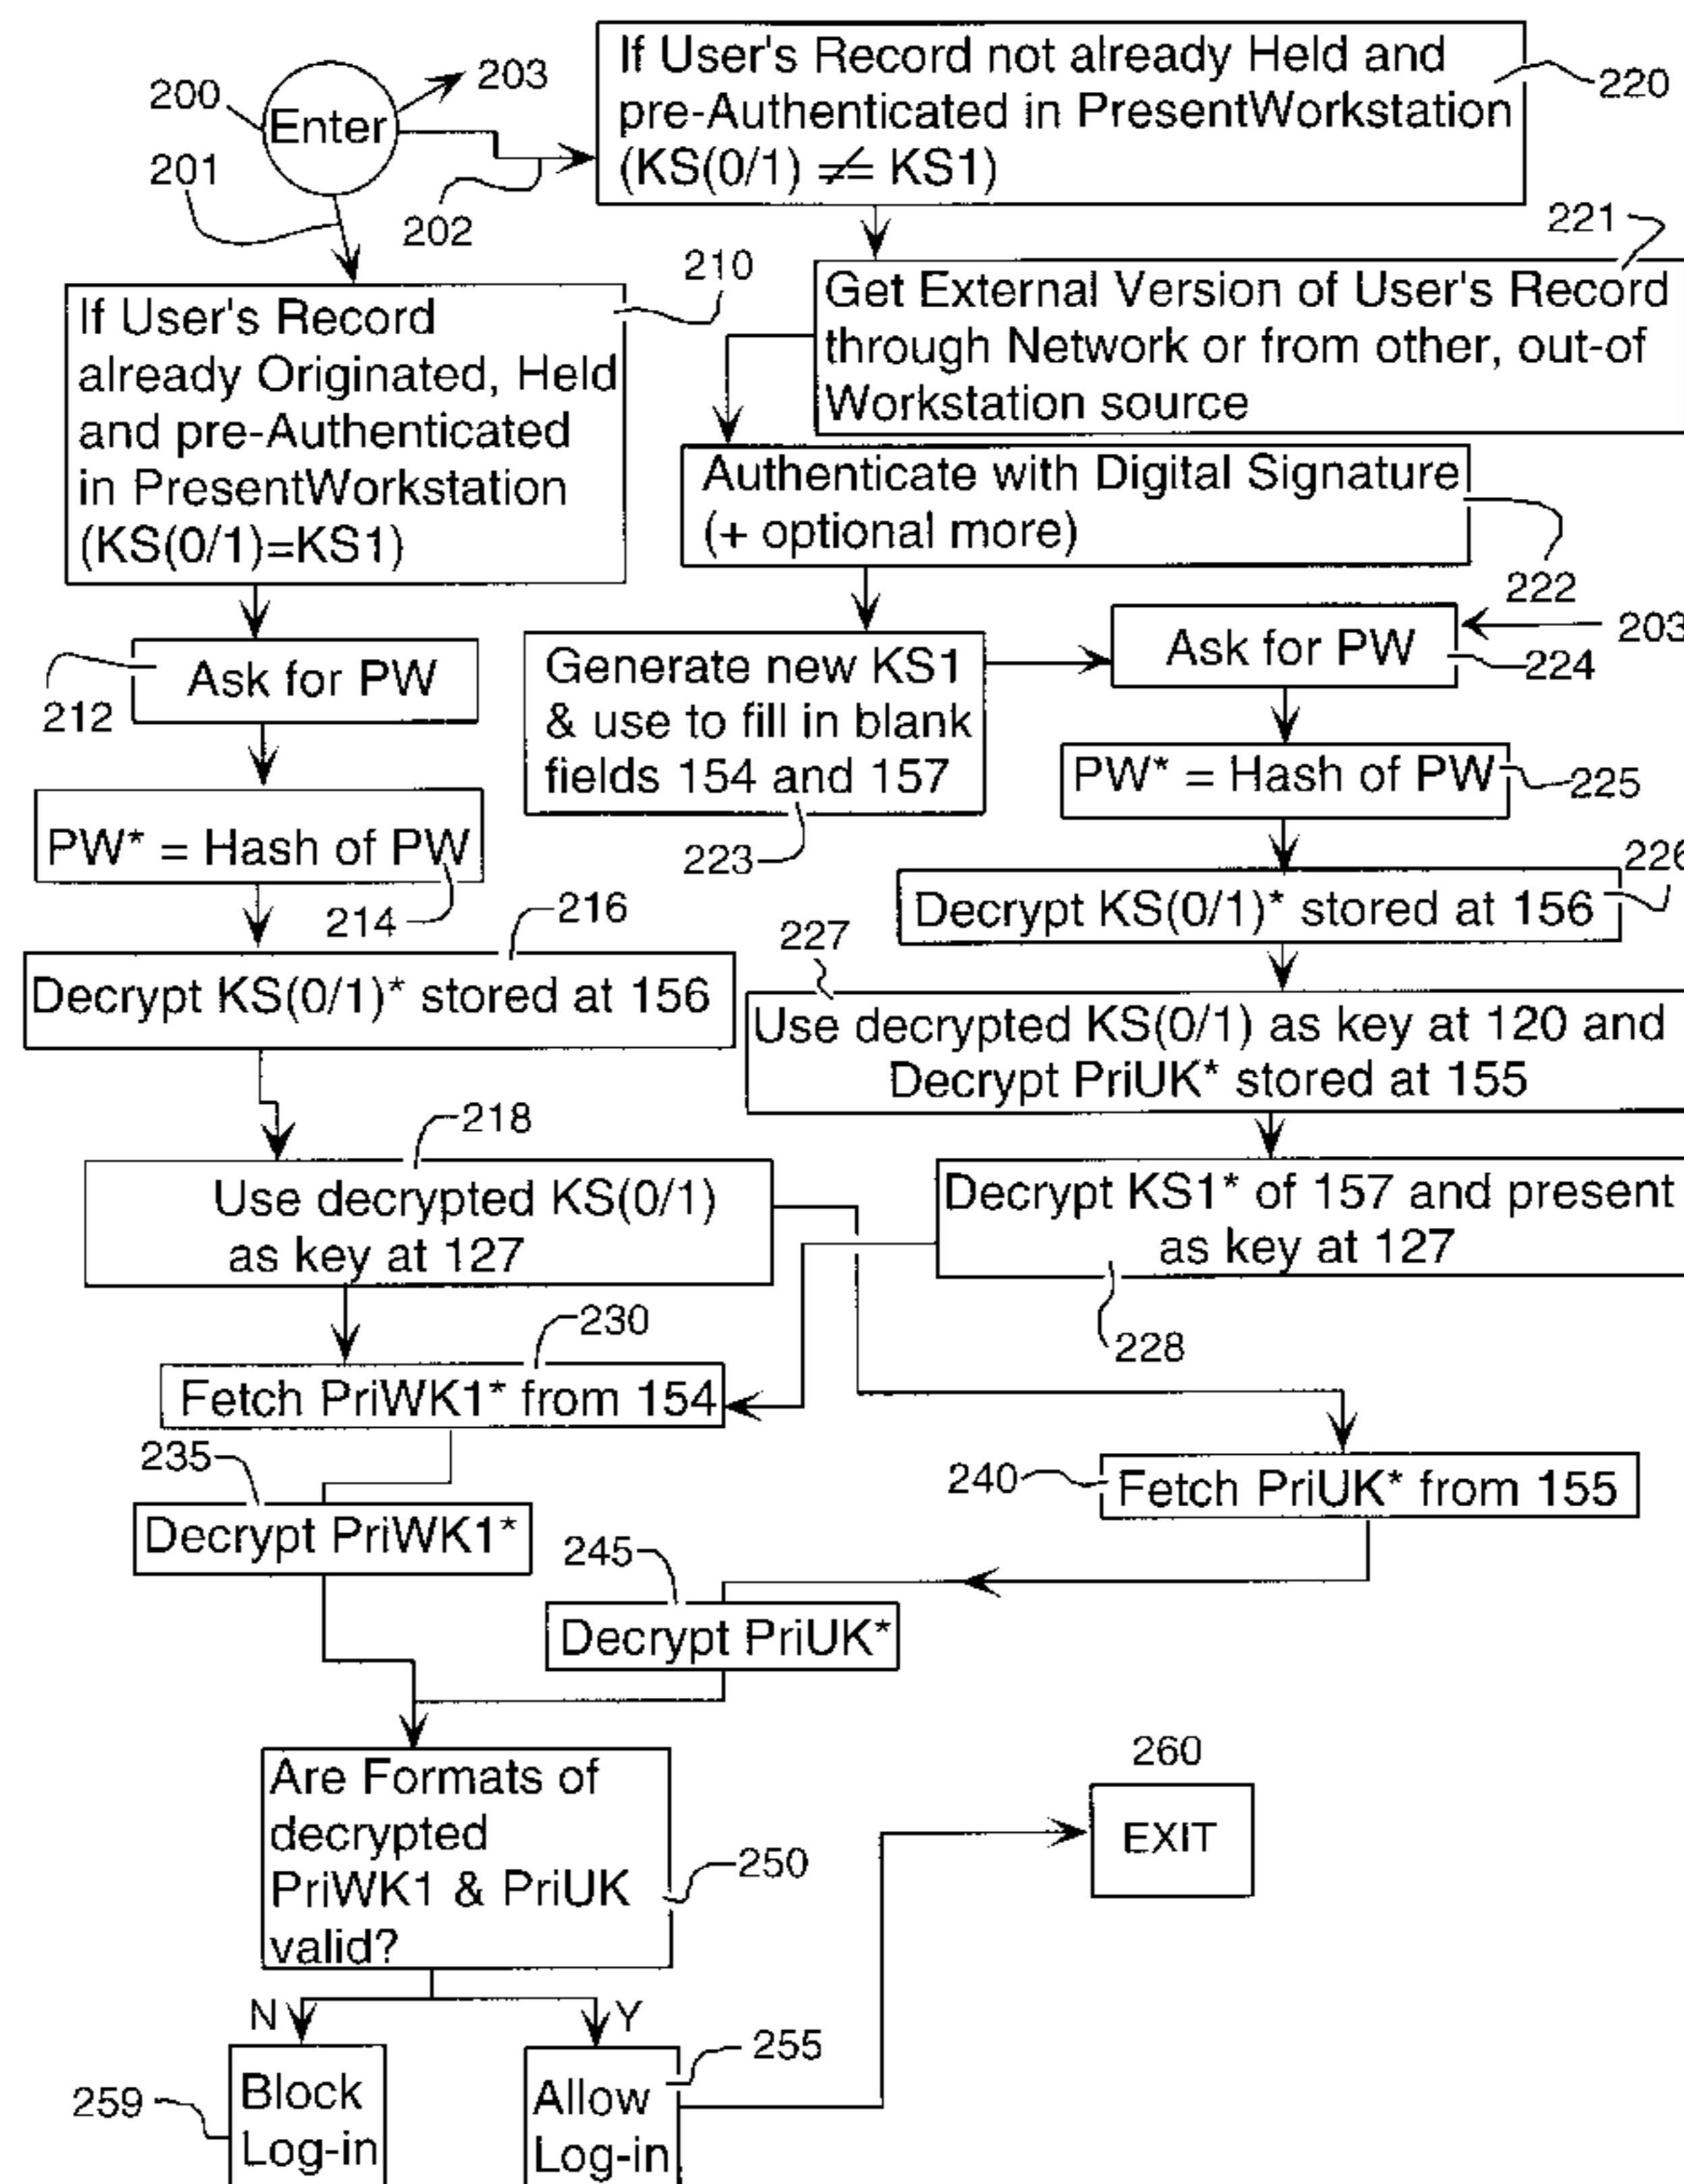 200
Enter
203
201
202
If User's Record not already Held and
pre-Authenticated in PresentWorkstation
(KS(0/1) ≠ KS1)
220
210
If User's Record
already Originated, Held
and pre-Authenticated
in PresentWorkstation
(KS(0/1)=KS1)
221
Get External Version of User's Record
through Network or from other, out-of
Workstation source
Authenticate with Digital Signature
(+ optional more)
222
212
Ask for PW
Generate new KS1
& use to fill in blank
fields 154 and 157
223
Ask for PW
203
224
PW* = Hash of PW
214
PW* = Hash of PW
225
216
Decrypt KS(0/1)* stored at 156
226
Decrypt KS(0/1)* stored at 156
227
Use decrypted KS(0/1) as key at 120 and
Decrypt PriUK* stored at 155
218
Use decrypted KS(0/1)
as key at 127
Decrypt KS1* of 157 and present
as key at 127
228
230
Fetch PriWK1* from 154
235
Decrypt PriWK1*
240
Fetch PriUK* from 155
245
Decrypt PriUK*
Are Formats of
decrypted
PriWK1 & PriUK
valid?
250
260
EXIT
N
Y
259
Block
Log-in
255
Allow
Log-in